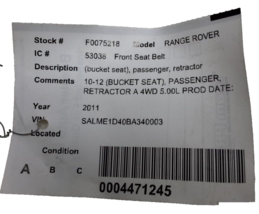 Stock # F0075218 Model RANGE ROVER
IC # 53038 Front Seat Belt
Description (bucket seat), passenger, retractor
Comments 10-12 (BUCKET SEAT), PASSENGER,
RETRACTOR A 4WD 5.00L PROD DATE:
Year 2011
VIN SALME1D40BA340003
Located
Condition
A B C
0004471245